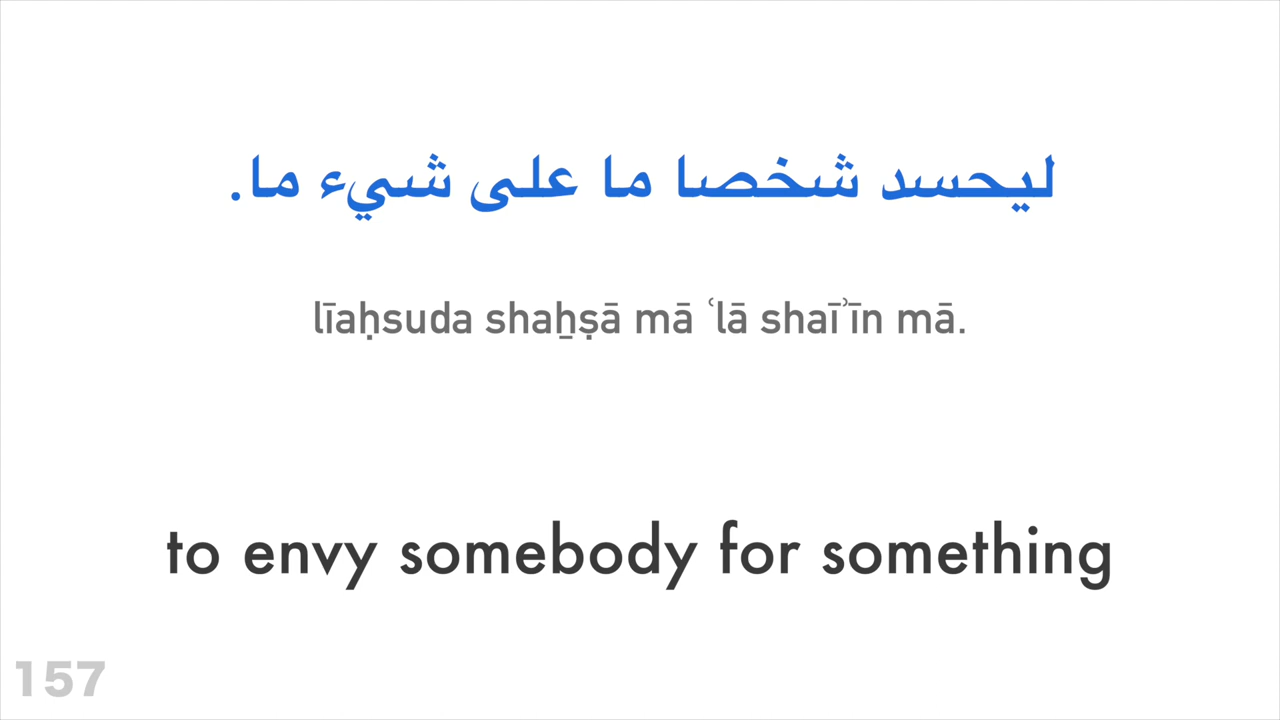 ليحسد شخصا ما على شيء ما.
līaḥsuda shaẖṣā mā ʿlā shaīʾīn mā.
to envy somebody for something
157